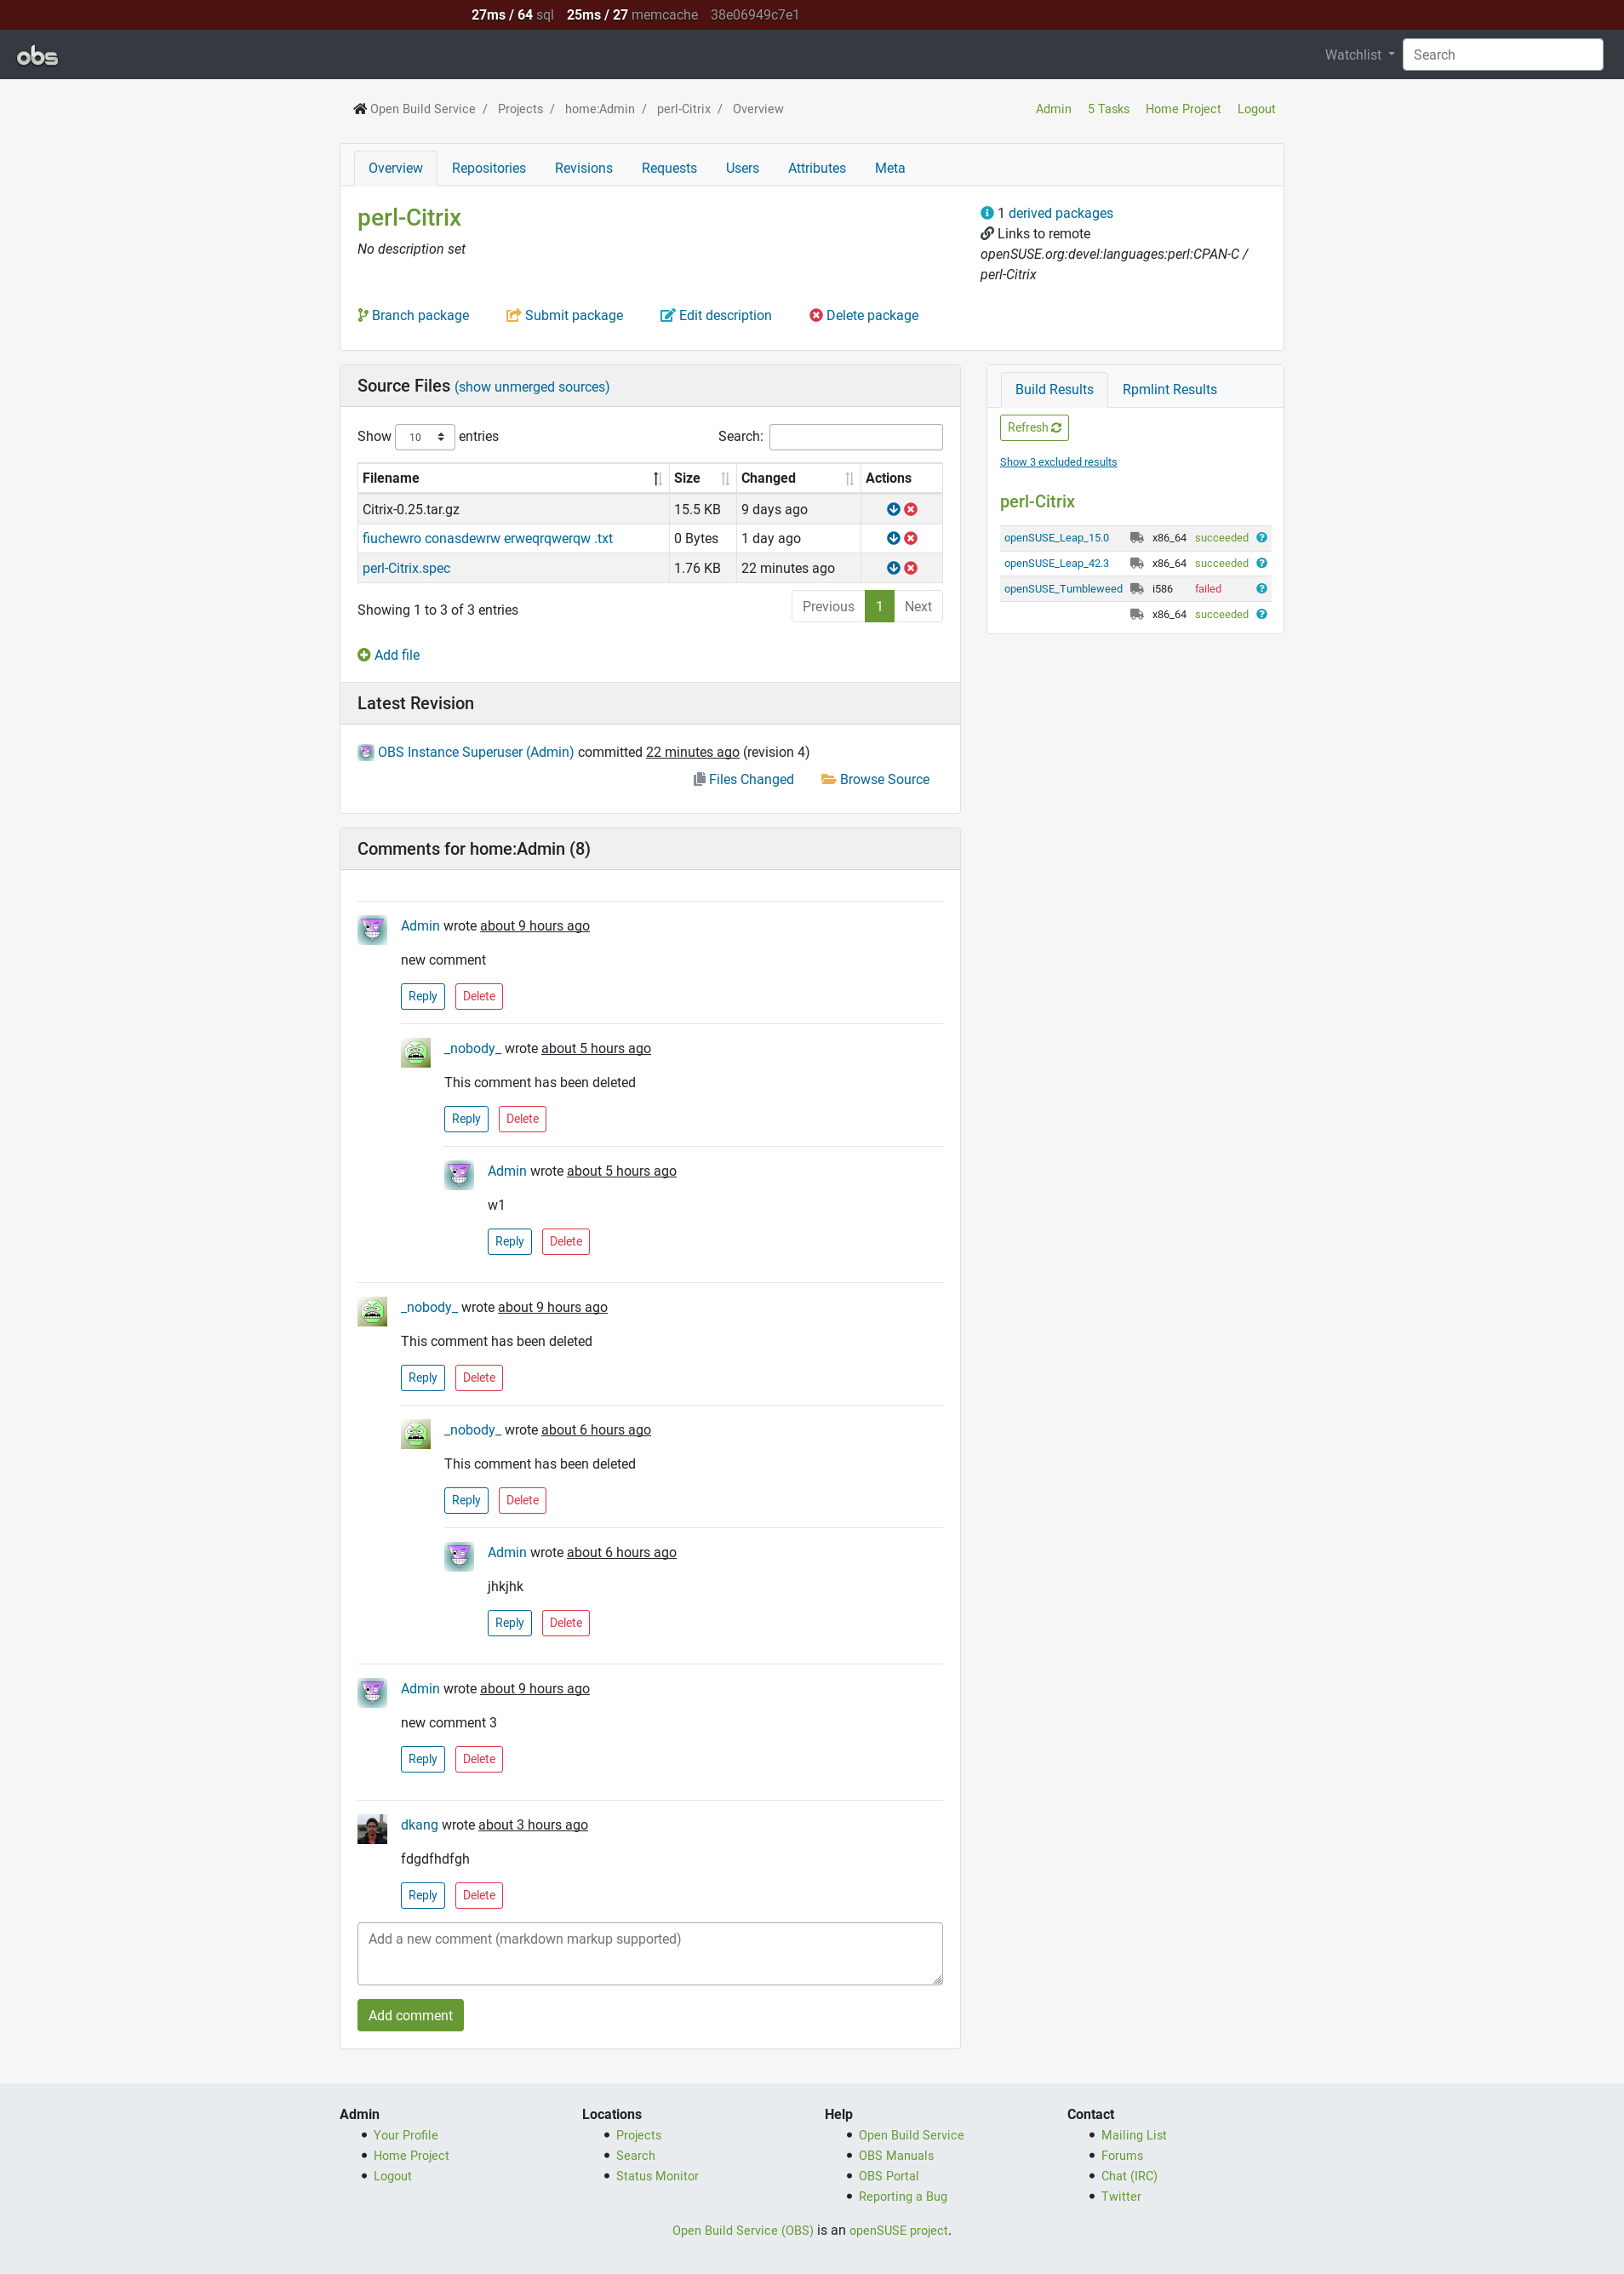 27ms / 64 sql 25ms / 27 memcache 38e06949c7e1
obs
Watchlist Search
Open Build Service / Projects / home:Admin / perl-Citrix / Overview
Admin 5 Tasks Home Project Logout
Overview Repositories Revisions Requests Users Attributes Meta
perl-Citrix
No description set
1 derived packages
Links to remote
openSUSE.org:devel:languages:perl:CPAN-C /
perl-Citrix
Branch package Submit package Edit description Delete package
Source Files (show unmerged sources)
Show 10 entries Search:
Filename Size Changed Actions
Citrix-0.25.tar.gz 15.5 KB 9 days ago
fiuchewro conasdewrw erweqrqwerqw .txt 0 Bytes 1 day ago
perl-Citrix.spec 1.76 KB 22 minutes ago
Showing 1 to 3 of 3 entries Previous 1 Next
Add file
Latest Revision
OBS Instance Superuser (Admin) committed 22 minutes ago (revision 4)
Files Changed Browse Source
Build Results Rpmlint Results
Refresh
Show 3 excluded results
perl-Citrix
openSUSE_Leap_15.0 x86_64 succeeded
openSUSE_Leap_42.3 x86_64 succeeded
openSUSE_Tumbleweed i586 failed
x86_64 succeeded
Comments for home:Admin (8)
Admin wrote about 9 hours ago
new comment
Reply Delete
_nobody_ wrote about 5 hours ago
This comment has been deleted
Reply Delete
Admin wrote about 5 hours ago
w1
Reply Delete
_nobody_ wrote about 9 hours ago
This comment has been deleted
Reply Delete
_nobody_ wrote about 6 hours ago
This comment has been deleted
Reply Delete
Admin wrote about 6 hours ago
jhkjhk
Reply Delete
Admin wrote about 9 hours ago
new comment 3
Reply Delete
dkang wrote about 3 hours ago
fdgdfhdfgh
Reply Delete
Add a new comment (markdown markup supported)
Add comment
Admin
Your Profile
Home Project
Logout
Locations
Projects
Search
Status Monitor
Help
Open Build Service
OBS Manuals
OBS Portal
Reporting a Bug
Contact
Mailing List
Forums
Chat (IRC)
Twitter
Open Build Service (OBS) is an openSUSE project.